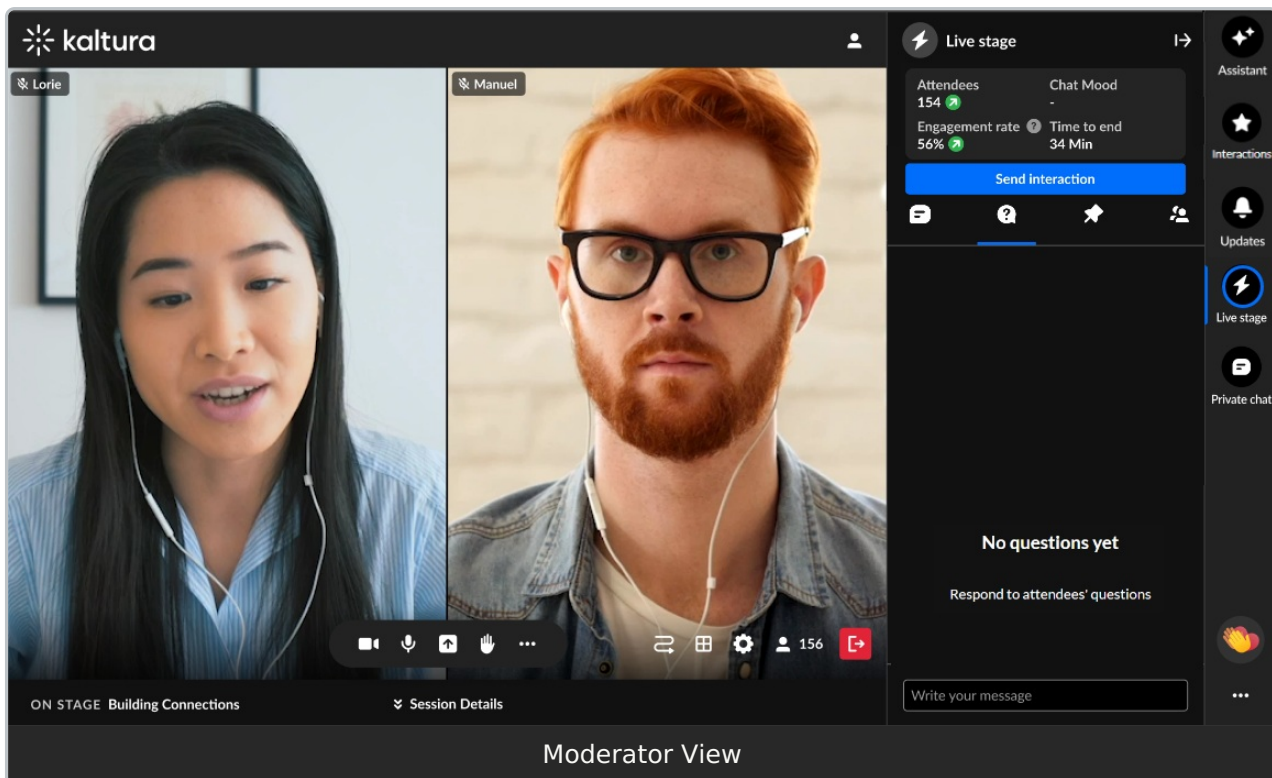 kaltura
Lorie
Manuel
156
ON STAGE Building Connections
Session Details
Live stage
Attendees
154
Chat Mood
-
Engagement rate ?
56%
Time to end
34 Min
Send interaction
?
No questions yet
Respond to attendees' questions
Write your message
Assistant
Interactions
Updates
Live stage
Private chat
Moderator View